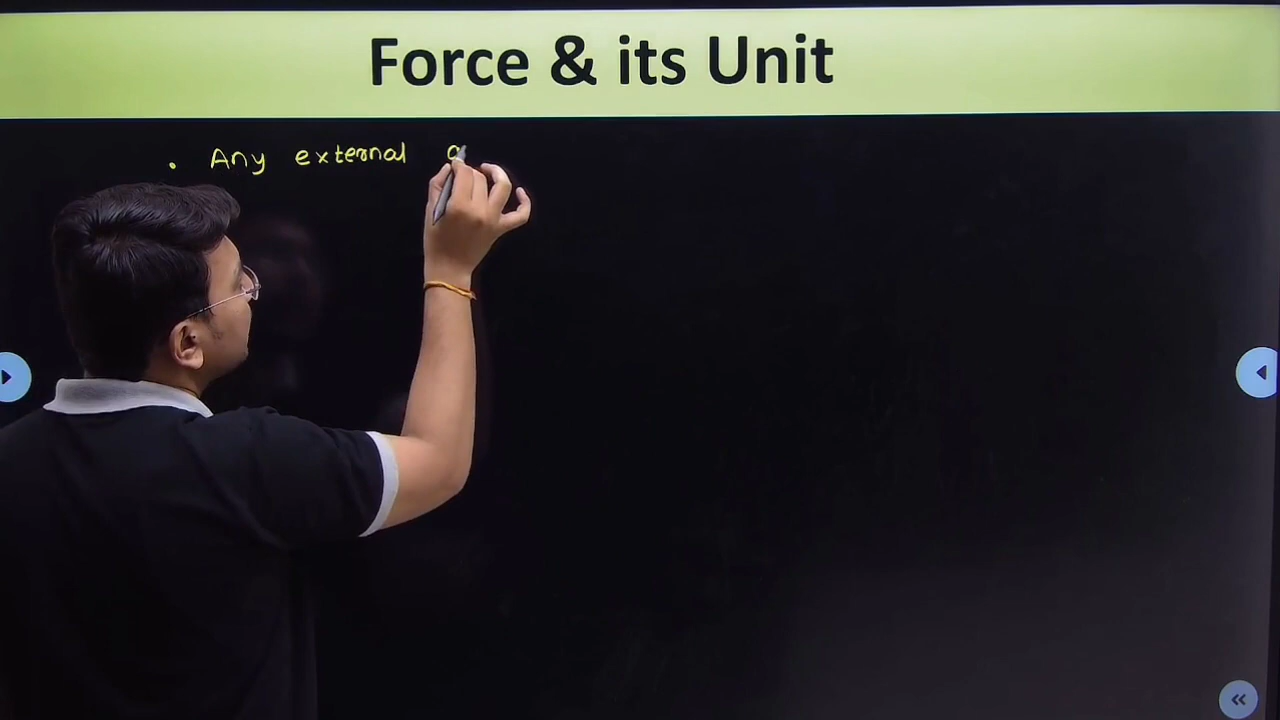 Force & its Unit
. Any external